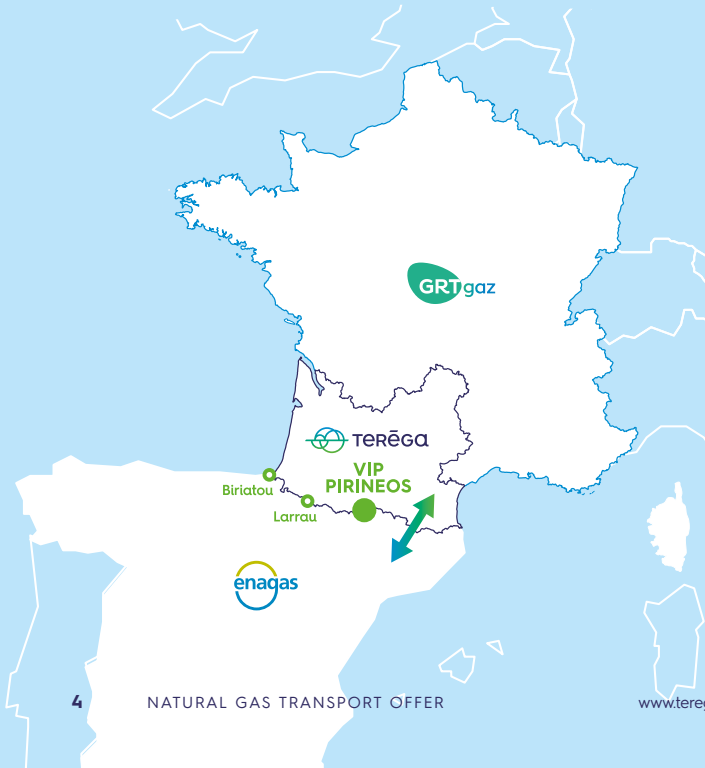 GRTgaz
TERĒGA
VIP
PIRINEOS
Biriatou
Larrau
enagas
4 NATURAL GAS TRANSPORT OFFER